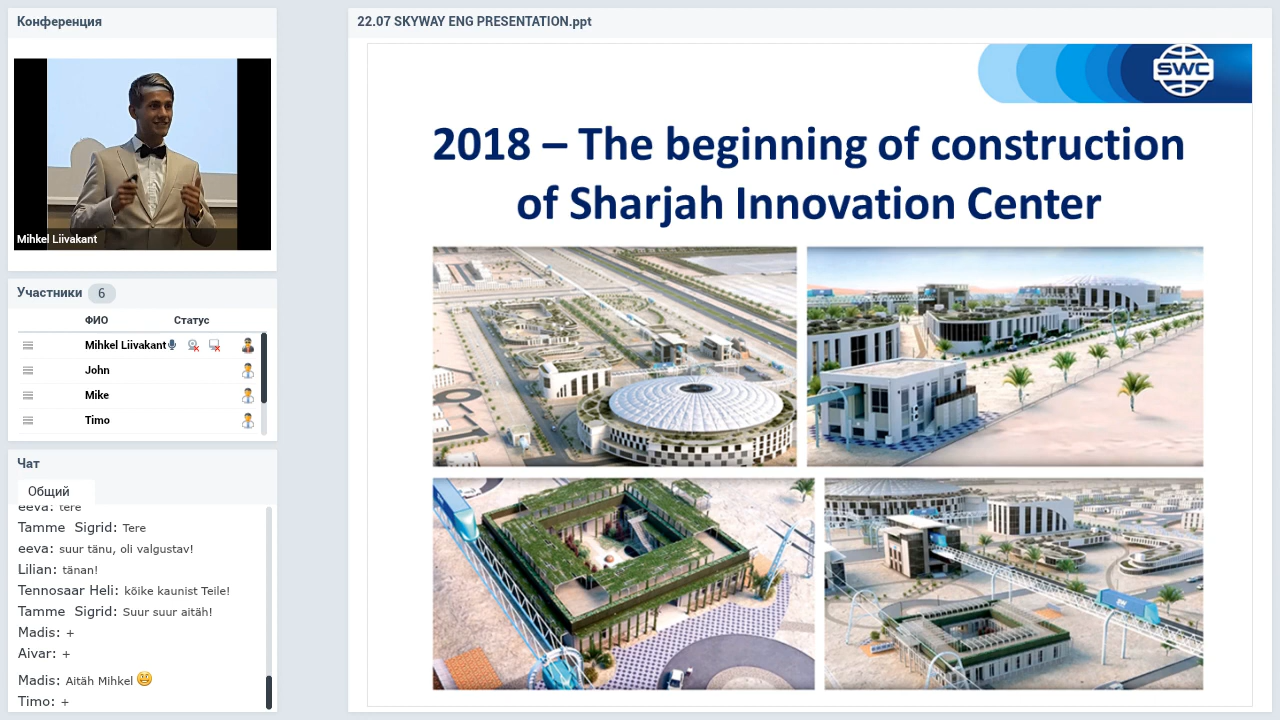 Конференция
Mihkel Liivakant
Участники 6
ФИО Статус
Mihkel Liivakant
John
Mike
Timo
Чат
Общий
eeva: tere
Tamme Sigrid: Tere
eeva: suur tänu, oli valgustav!
Lilian: tänan!
Tennosaar Heli: kõike kaunist Teile!
Tamme Sigrid: Suur suur aitäh!
Madis: +
Aivar: +
Madis: Aitäh Mihkel
Timo: +
22.07 SKYWAY ENG PRESENTATION.ppt
SWC
2018 – The beginning of construction
of Sharjah Innovation Center